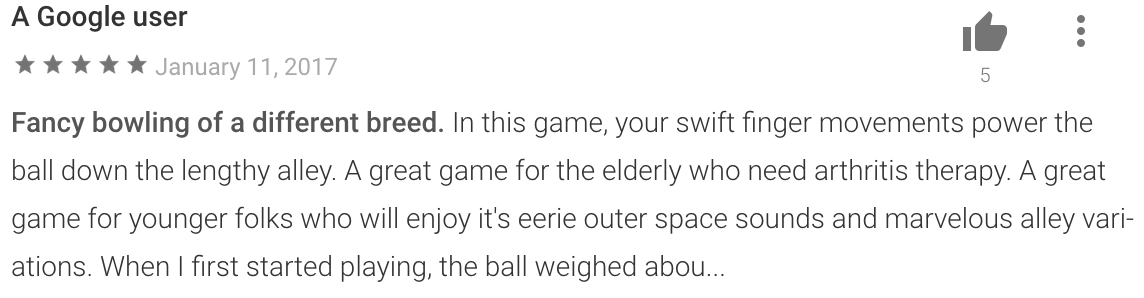 A Google user
★★★★★ January 11, 2017
5
Fancy bowling of a different breed. In this game, your swift finger movements power the
ball down the lengthy alley. A great game for the elderly who need arthritis therapy. A great
game for younger folks who will enjoy it's eerie outer space sounds and marvelous alley vari-
ations. When I first started playing, the ball weighed abou...